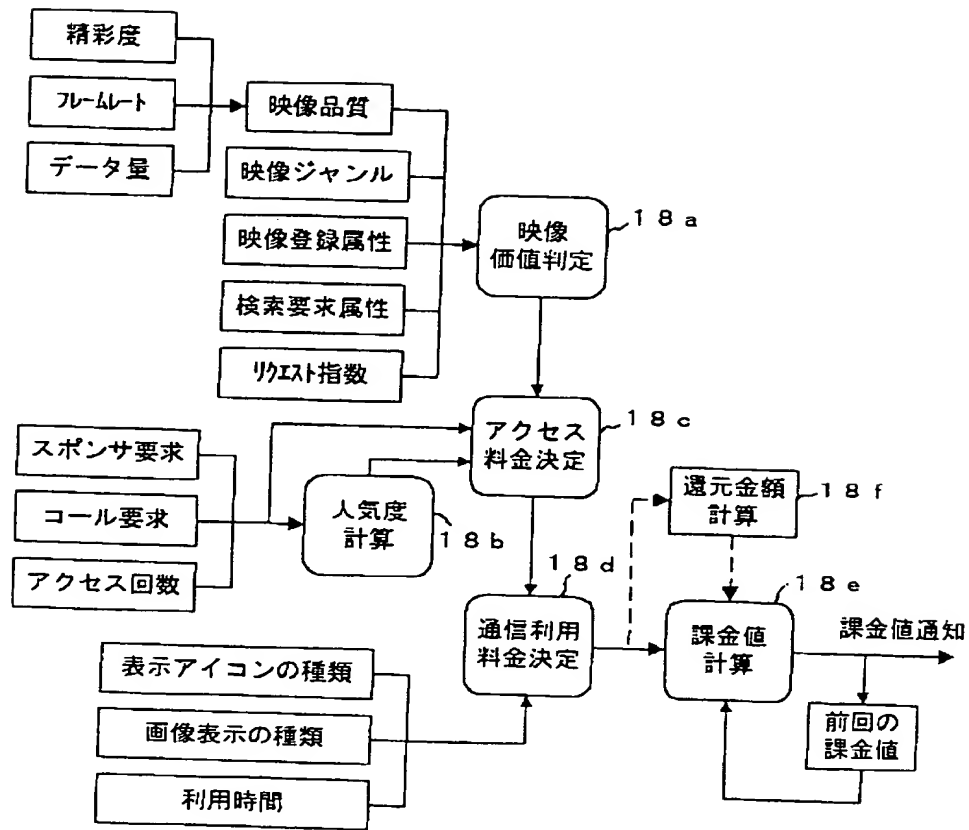 精彩度
フレームレート
データ量
映像品質
映像ジャンル
映像登録属性
検索要求属性
リクエスト指数
映像
価値判定
18a
スポンサ要求
コール要求
アクセス回数
人気度
計算
18b
アクセス
料金決定
18c
還元金額
計算
18f
通信利用
料金決定
18d
課金値
計算
18e
課金値通知
前回の
課金値
表示アイコンの種類
画像表示の種類
利用時間